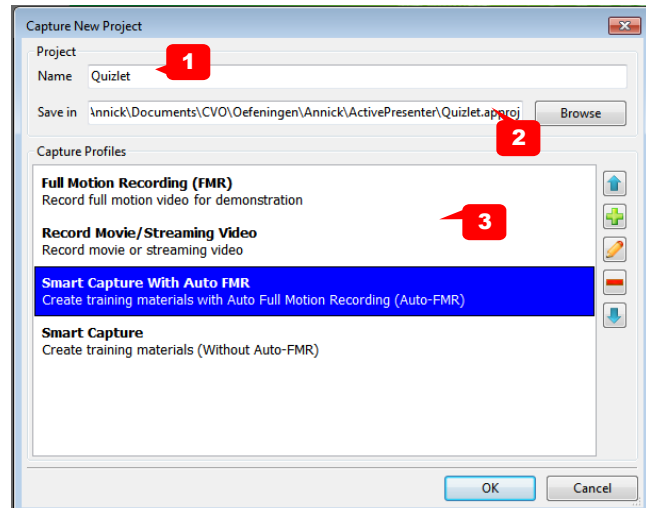 Capture New Project
Project
1
Name Quizlet
Save in \nnick\Documents\CVO\Oefeningen\Annick\ActivePresenter\Quizlet.approj Browse
2
Capture Profiles
Full Motion Recording (FMR)
Record full motion video for demonstration
3
Record Movie/Streaming Video
Record movie or streaming video
Smart Capture With Auto FMR
Create training materials with Auto Full Motion Recording (Auto-FMR)
Smart Capture
Create training materials (Without Auto-FMR)
OK Cancel